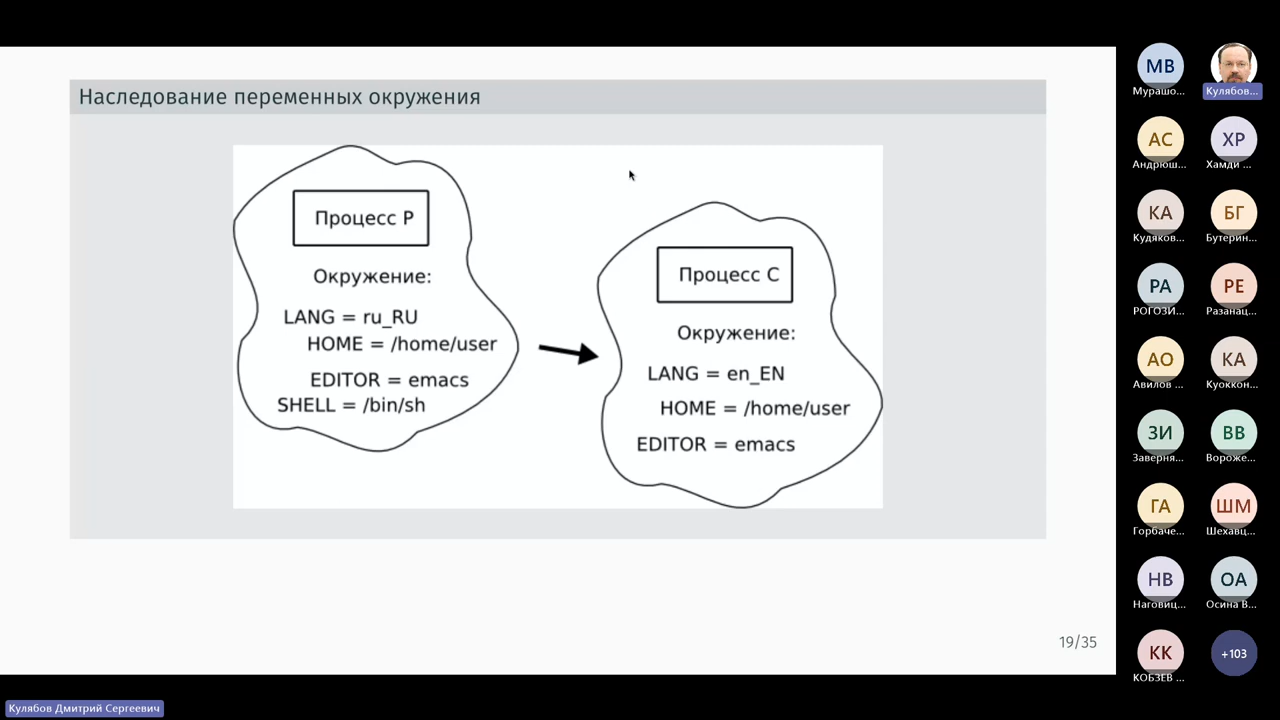 Наследование переменных окружения
Процесс P
Окружение:
LANG = ru_RU
HOME = /home/user
EDITOR = emacs
SHELL = /bin/sh
Процесс C
Окружение:
LANG = en_EN
HOME = /home/user
EDITOR = emacs
19/35
МВ
Мурашо...
Кулябов...
АС
Андрюш...
ХР
Хамди ...
КА
Кудяков...
БГ
Бутерин...
РА
РОГОЗИ...
РЕ
Разанац...
АО
Авилов ...
КА
Куоккон...
ЗИ
Заверня...
ВВ
Вороже...
ГА
Горбаче...
ШМ
Шехавц...
НВ
Наговиц...
ОА
Осина В...
КК
КОБЗЕВ ...
+103
Кулябов Дмитрий Сергеевич